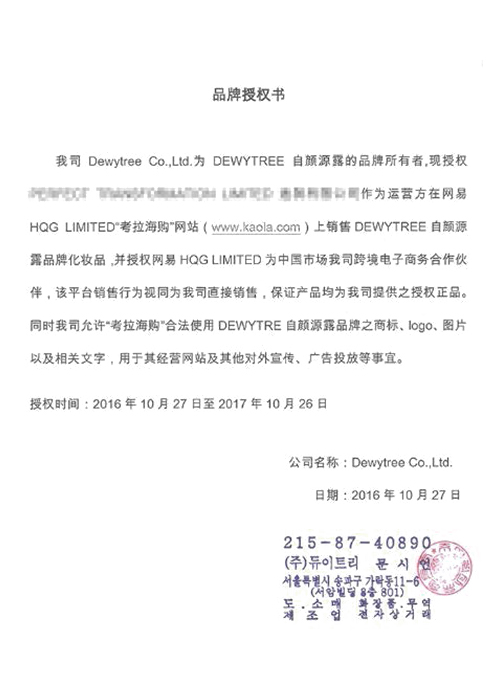 品牌授权书
我司 Dewytree Co.,Ltd.为 DEWYTREE 自颜源露的品牌所有者,现授权
作为运营方在网易
HQG LIMITED“考拉海购”网站（www.kaola.com）上销售 DEWYTREE 自颜源
露品牌化妆品,并授权网易 HQG LIMITED 为中国市场我司跨境电子商务合作伙
伴，该平台销售行为视同为我司直接销售，保证产品均为我司提供之授权正品。
同时我司允许“考拉海购”合法使用 DEWYTRE 自颜源露品牌之商标、logo、图片
以及相关文字，用于其经营网站及其他对外宣传、广告投放等事宜。
授权时间：2016 年 10 月 27 日至 2017 年 10 月 26 日
公司名称：Dewytree Co.,Ltd.
日期：2016 年 10 月 27 日
215-87-40890
(주)듀이트리 문 시
서울특별시 송파구 가락동11-6
(서암빌딩 8층 801)
도.소매 화장품.무역
제조업 전자상거래